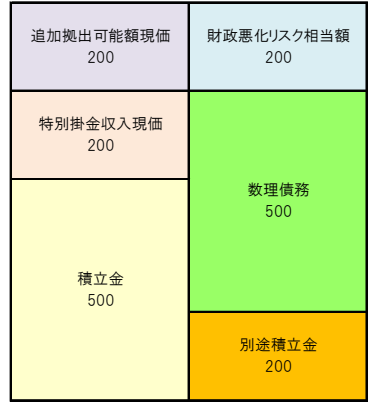 追加拠出可能額現価
200
財政悪化リスク相当額
200
特別掛金収入現価
200
数理債務
500
積立金
500
別途積立金
200